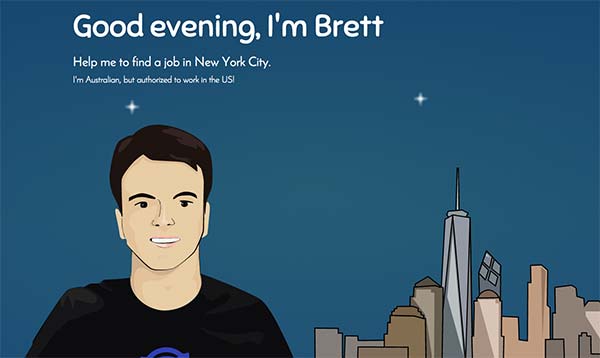 Good evening, I'm Brett
Help me to find a job in New York City.
I'm Australian, but authorized to work in the US!